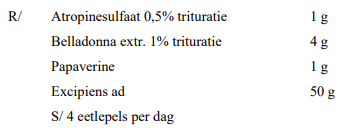 R/ Atropinesulfaat 0,5% trituratie 1 g
Belladonna extr. 1% trituratie 4 g
Papaverine 1 g
Excipiens ad 50 g
S/ 4 eetlepels per dag